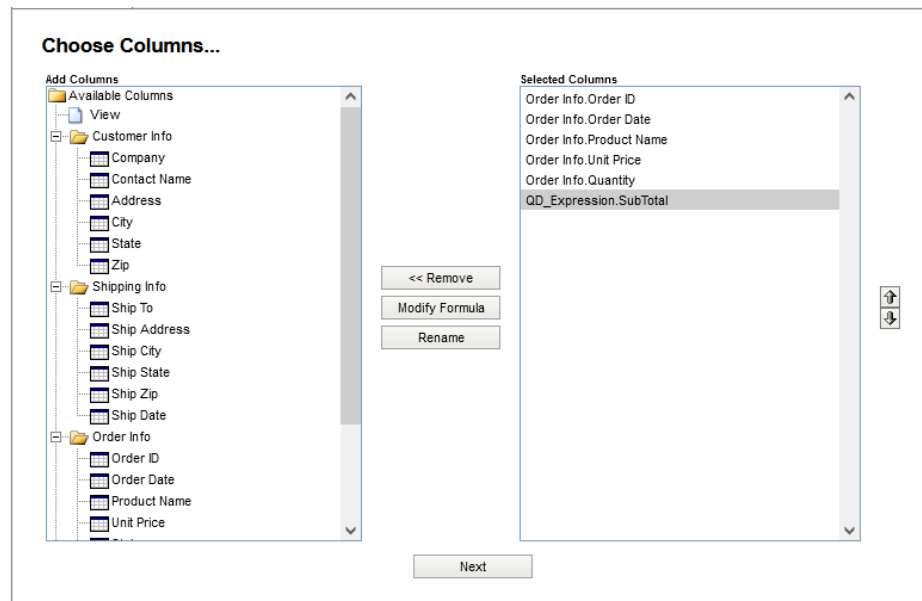 Choose Columns...
Add Columns
Available Columns
View
Customer Info
Company
Contact Name
Address
City
State
Zip
Shipping Info
Ship To
Ship Address
Ship City
Ship State
Ship Zip
Ship Date
Order Info
Order ID
Order Date
Product Name
Unit Price
<< Remove
Modify Formula
Rename
Selected Columns
Order Info.Order ID
Order Info.Order Date
Order Info.Product Name
Order Info.Unit Price
Order Info.Quantity
QD_Expression.SubTotal
Next